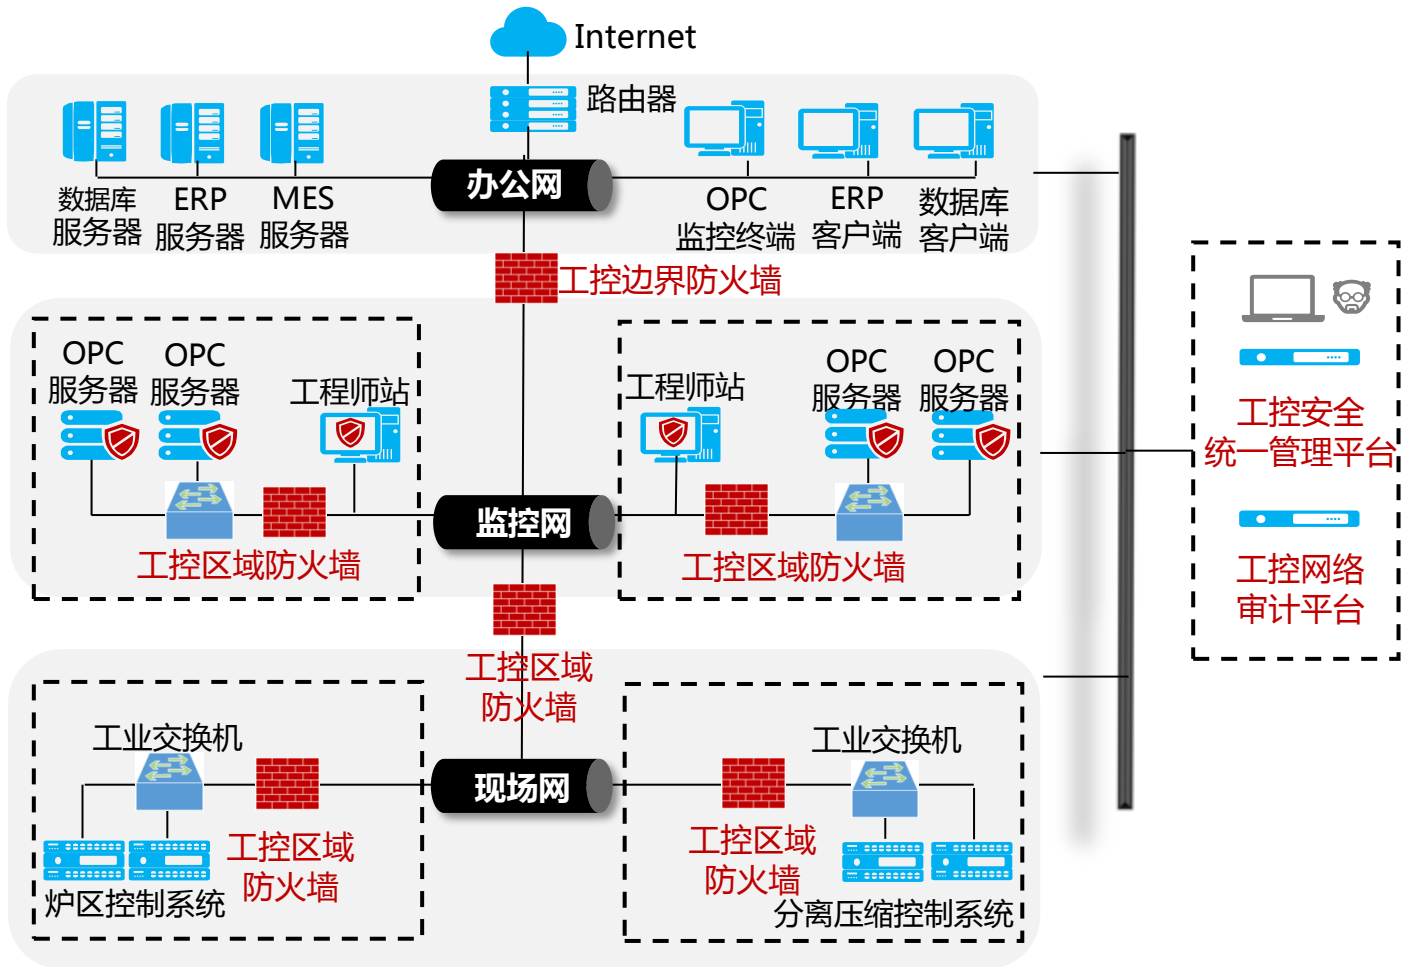 Internet
路由器
办公网
数据库
服务器
ERP
服务器
MES
服务器
OPC
监控终端
ERP
客户端
数据库
客户端
工控边界防火墙
OPC
服务器
OPC
服务器
工程师站
工控区域防火墙
监控网
工程师站
OPC
服务器
OPC
服务器
工控区域防火墙
工控区域
防火墙
工业交换机
工控区域
防火墙
炉区控制系统
现场网
工业交换机
工控区域
防火墙
分离压缩控制系统
工控安全
统一管理平台
工控网络
审计平台